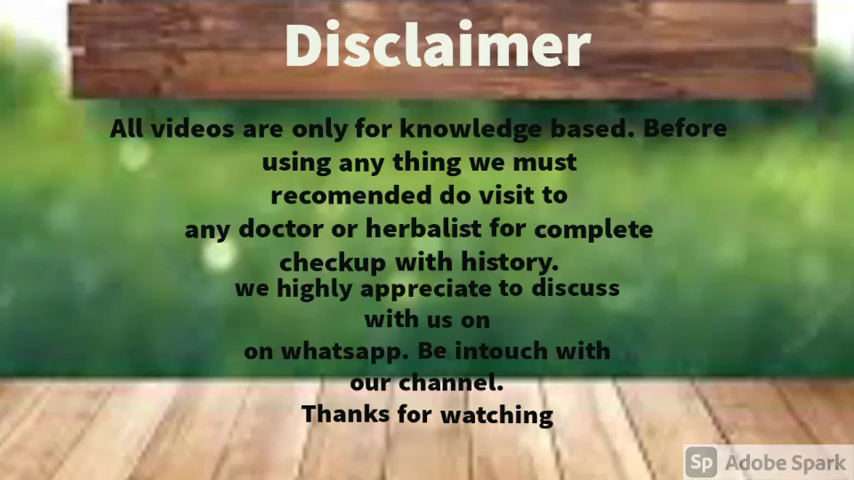 Disclaimer
All videos are only for knowledge based. Before
using any thing we must
recomended do visit to
any doctor or herbalist for complete
checkup with history.
we highly appreciate to discuss
with us on
on whatsapp. Be intouch with
our channel.
Thanks for watching
Sp Adobe Spark